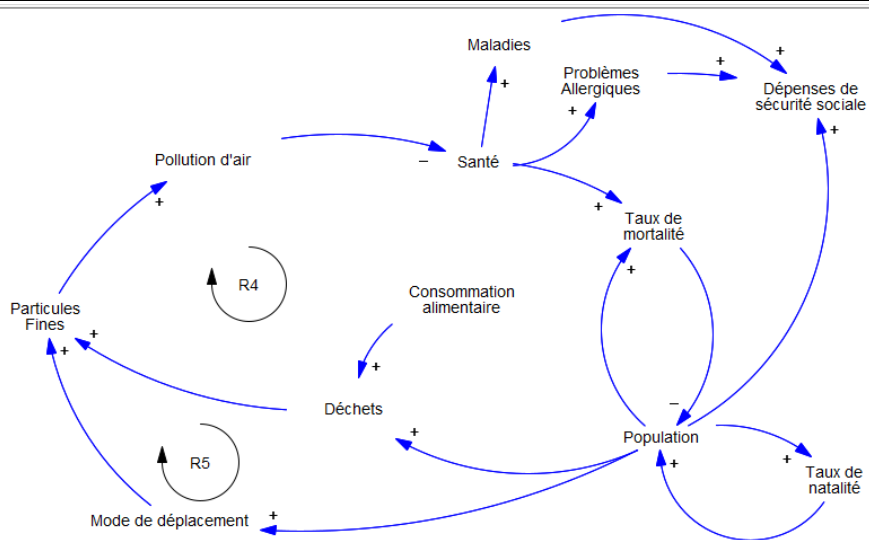 Maladies
+
Problèmes
Allergiques
+
+
+
Dépenses de
sécurité sociale
+
+
Pollution d'air
–
Santé
+
+
Taux de
mortalité
+
R4
Consommation
alimentaire
Particules
Fines
+
+
+
Déchets
+
–
Population
+
+
Taux de
natalité
R5
Mode de déplacement
+